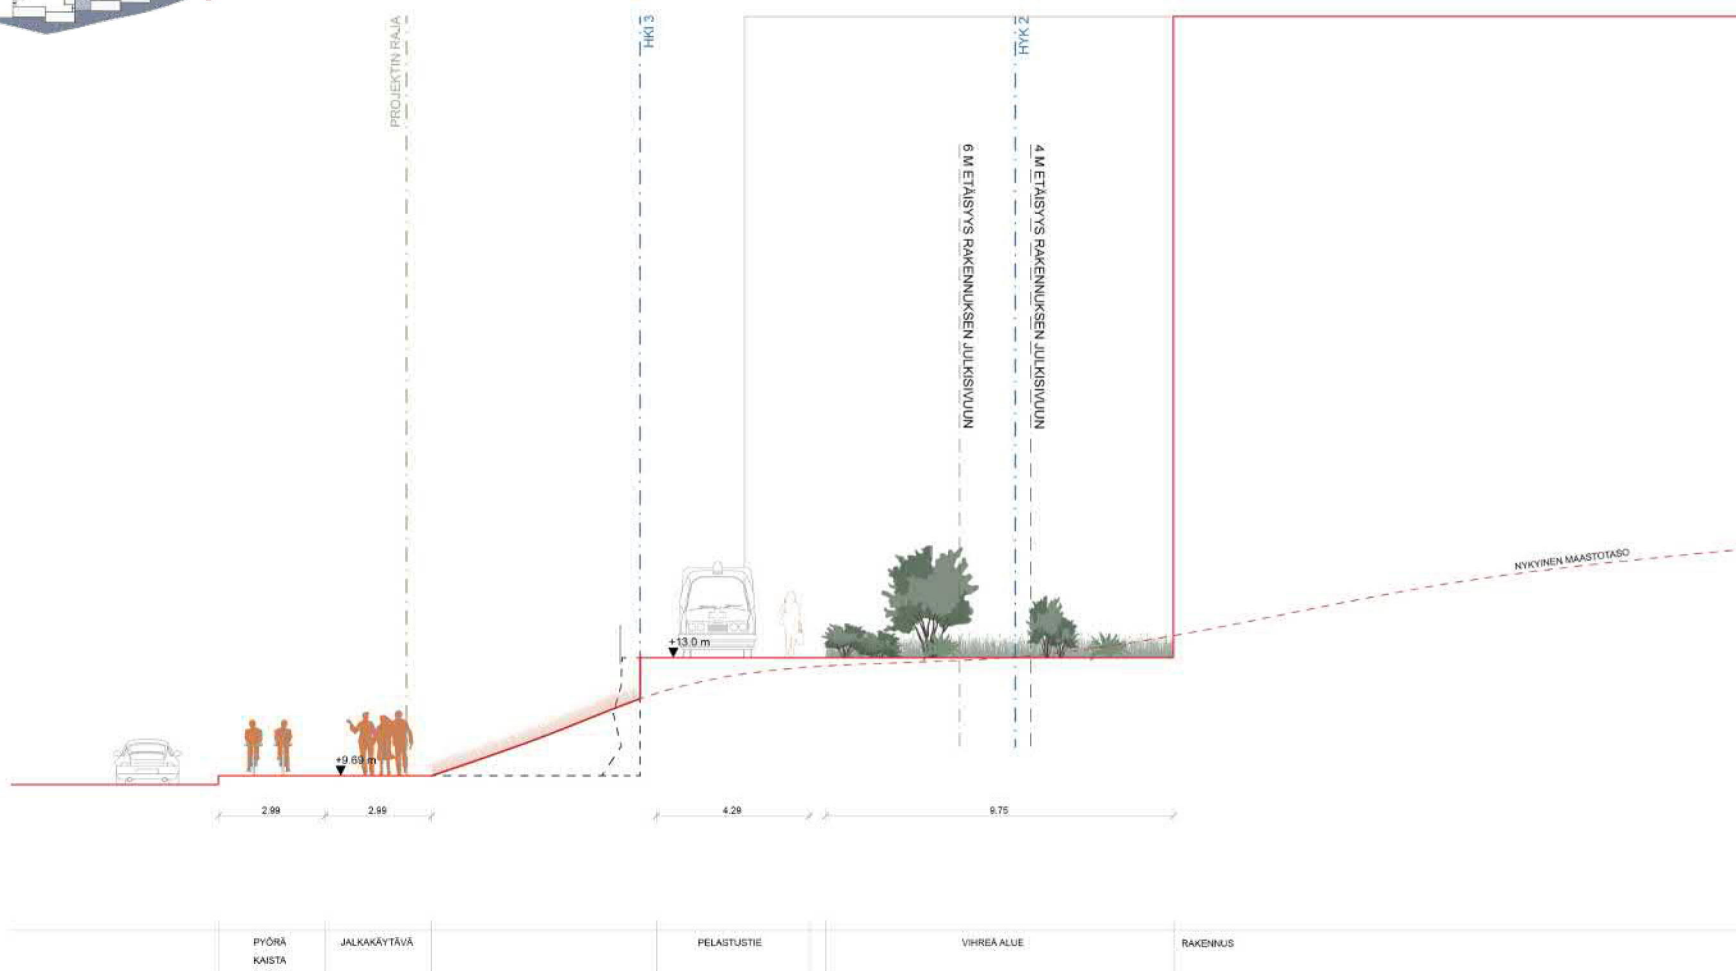 PROJEKTIN RAJA
HKI 3
HYK 2
6 M ETÄISYYS RAKENNUKSEN JULKISIVUUN
4 M ETÄISYYS RAKENNUKSEN JULKISIVUUN
NYKYINEN MAASTOTASO
+13.0 m
+9.69 m
2.99
2.99
4.29
9.75
PYÖRÄ
KAISTA
JALKAKÄYTÄVÄ
PELASTUSTIE
VIHREÄ ALUE
RAKENNUS